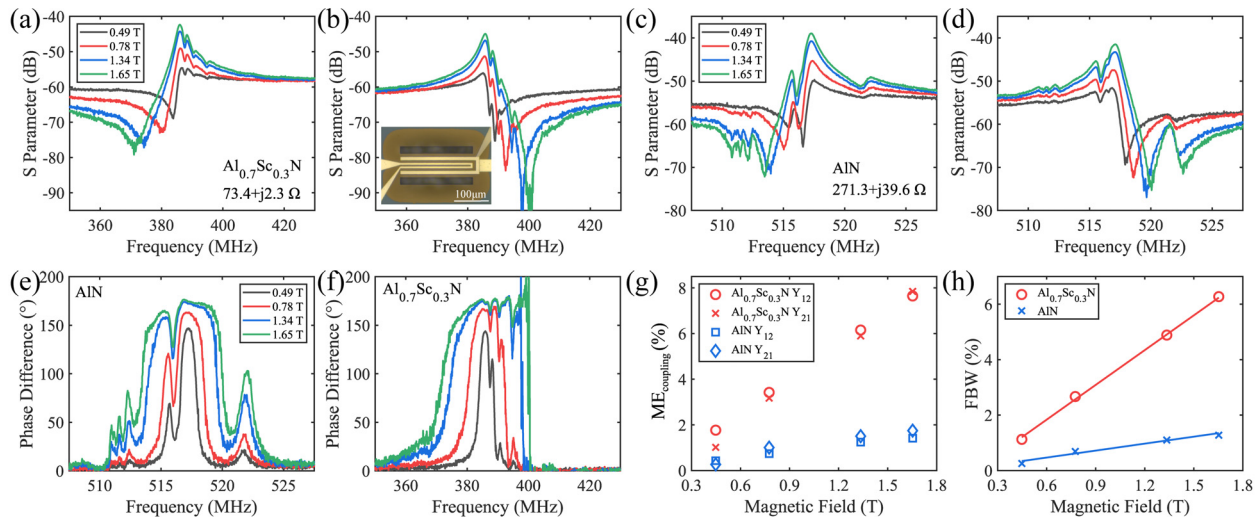 (a)
-40
-50
-60
-70
-80
-90
S Parameter (dB)
0.49 T
0.78 T
1.34 T
1.65 T
Al0.7Sc0.3N
73.4+j2.3 Ω
360 380 400 420
Frequency (MHz)
(b)
-40
-50
-60
-70
-80
-90
S Parameter (dB)
100μm
360 380 400 420
Frequency (MHz)
(c)
-40
-50
-60
-70
-80
S Parameter (dB)
0.49 T
0.78 T
1.34 T
1.65 T
AlN
271.3+j39.6 Ω
510 515 520 525
Frequency (MHz)
(d)
-40
-50
-60
-70
-80
S parameter (dB)
510 515 520 525
Frequency (MHz)
(e)
200
150
100
50
0
Phase Difference (°)
AlN
0.49 T
0.78 T
1.34 T
1.65 T
510 515 520 525
Frequency (MHz)
(f)
200
150
100
50
0
Phase Difference (°)
Al0.7Sc0.3N
360 380 400 420
Frequency (MHz)
(g)
8
6
4
2
0
MEcoupling(%)
Al0.7Sc0.3N Y12
Al0.7Sc0.3N Y21
AlN Y12
AlN Y21
0.3 0.6 0.9 1.2 1.5 1.8
Magnetic Field (T)
(h)
6
4
2
0
FBW (%)
Al0.7Sc0.3N
AlN
0.3 0.6 0.9 1.2 1.5 1.8
Magnetic Field (T)